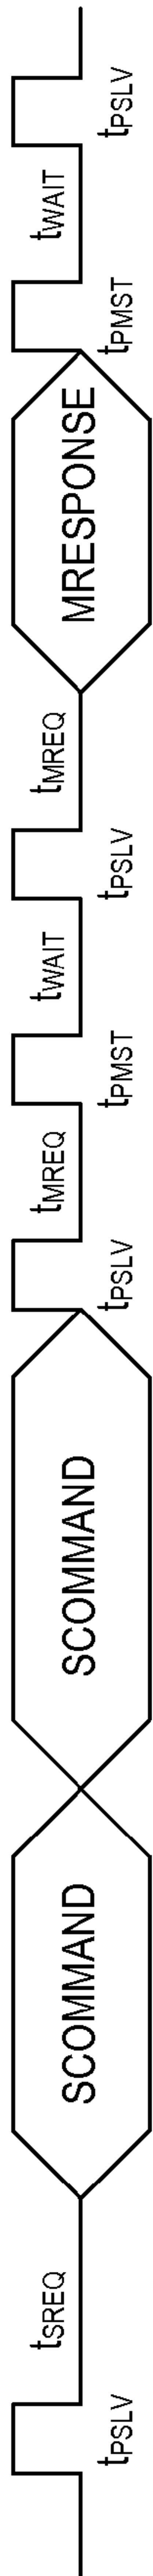 tPSLV
tSREQ
SCOMMAND
SCOMMAND
tPSLV
tMREQ
tPMST
tWAIT
tPSLV
tMREQ
MRESPONSE
tPMST
tWAIT
tPSLV